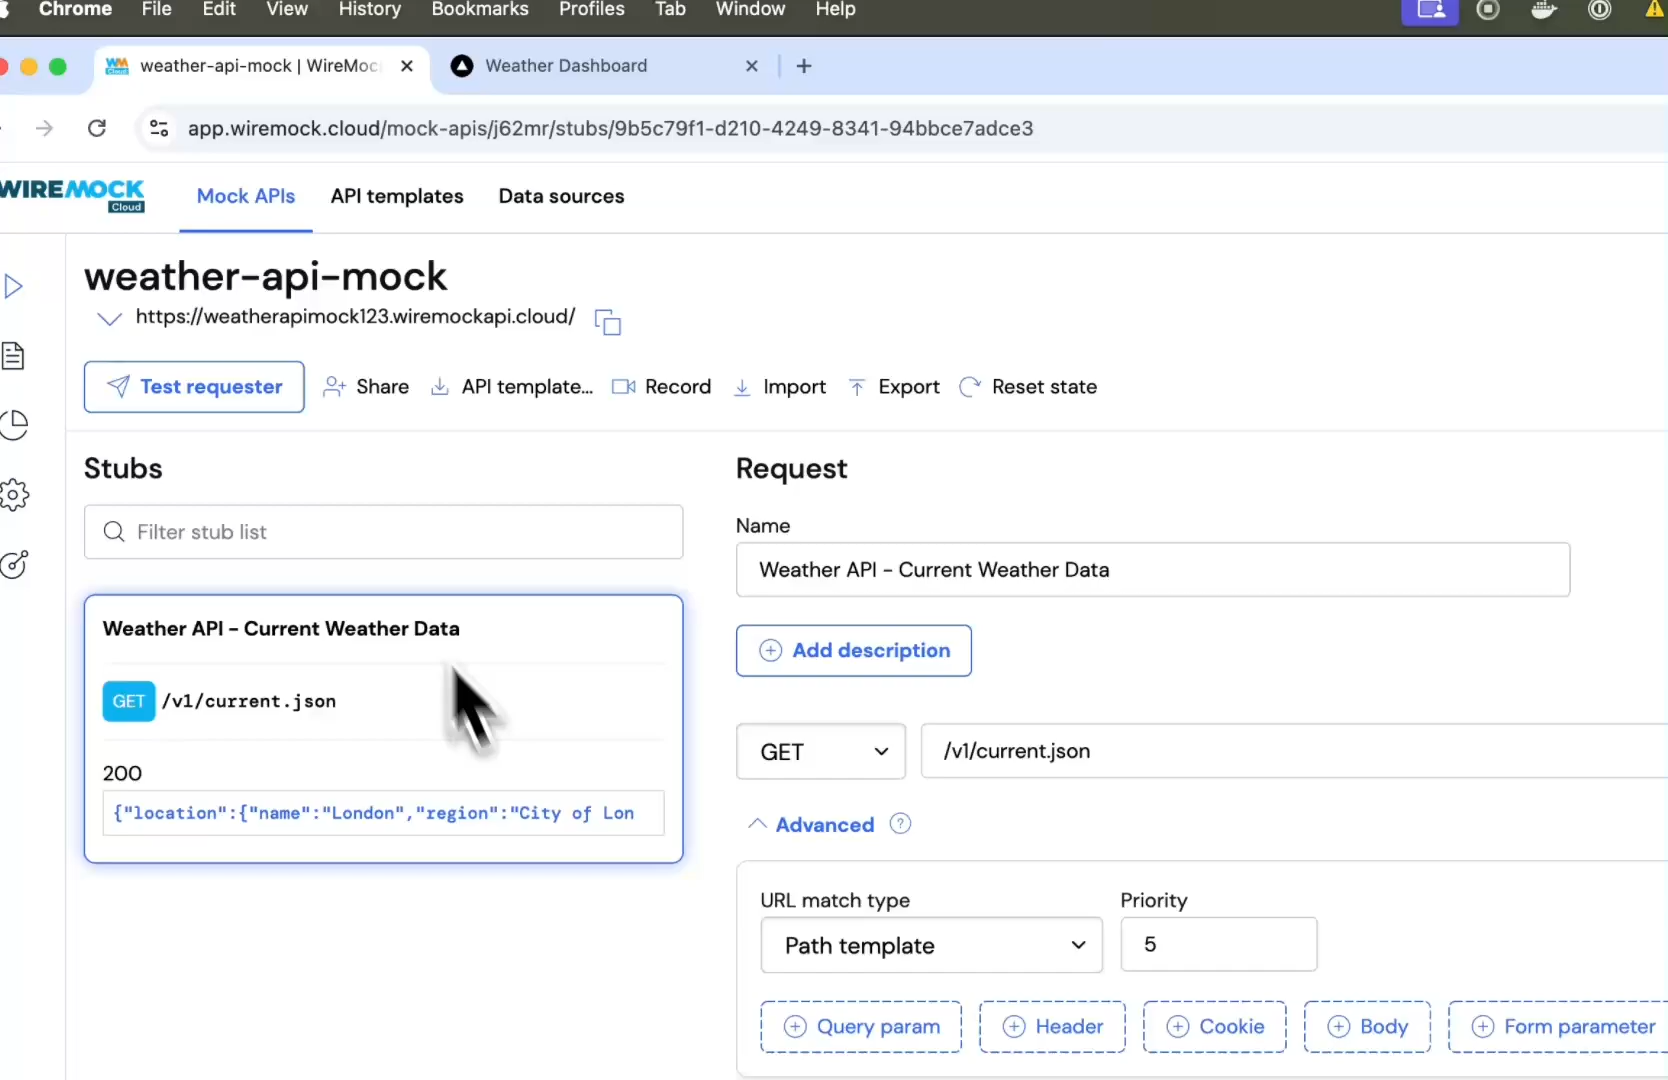 Chrome File Edit View History Bookmarks Profiles Tab Window Help
weather-api-mock | WireMoc
Weather Dashboard
app.wiremock.cloud/mock-apis/j62mr/stubs/9b5c79f1-d210-4249-8341-94bbce7adce3
WIREMOCK
Cloud
Mock APIs API templates Data sources
weather-api-mock
https://weatherapimock123.wiremockapi.cloud/
Test requester Share API template... Record Import Export Reset state
Stubs
Filter stub list
Weather API - Current Weather Data
GET /v1/current.json
200
{"location":{"name":"London","region":"City of Lon
Request
Name
Weather API - Current Weather Data
Add description
GET /v1/current.json
Advanced ?
URL match type Priority
Path template 5
Query param Header Cookie Body Form parameter